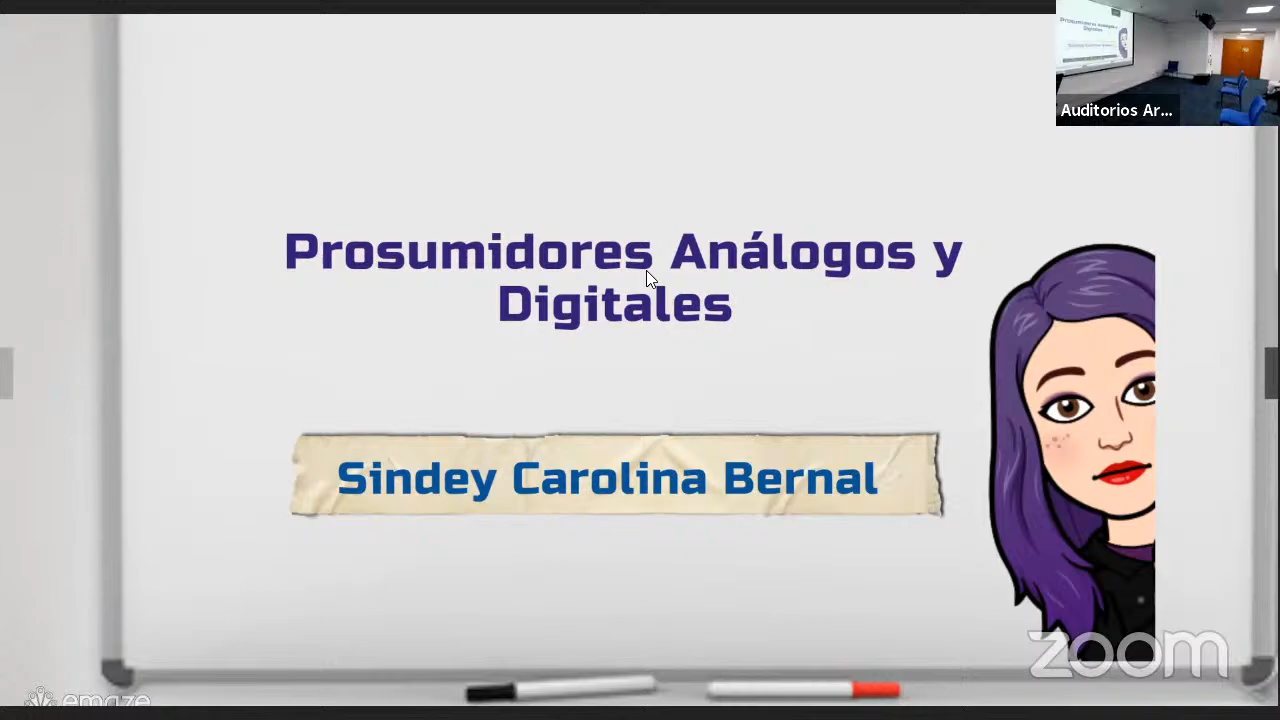 Prosumidores Análogos y
Digitales
Sindey Carolina Bernal
Auditorios Ar...
zoom
emaze